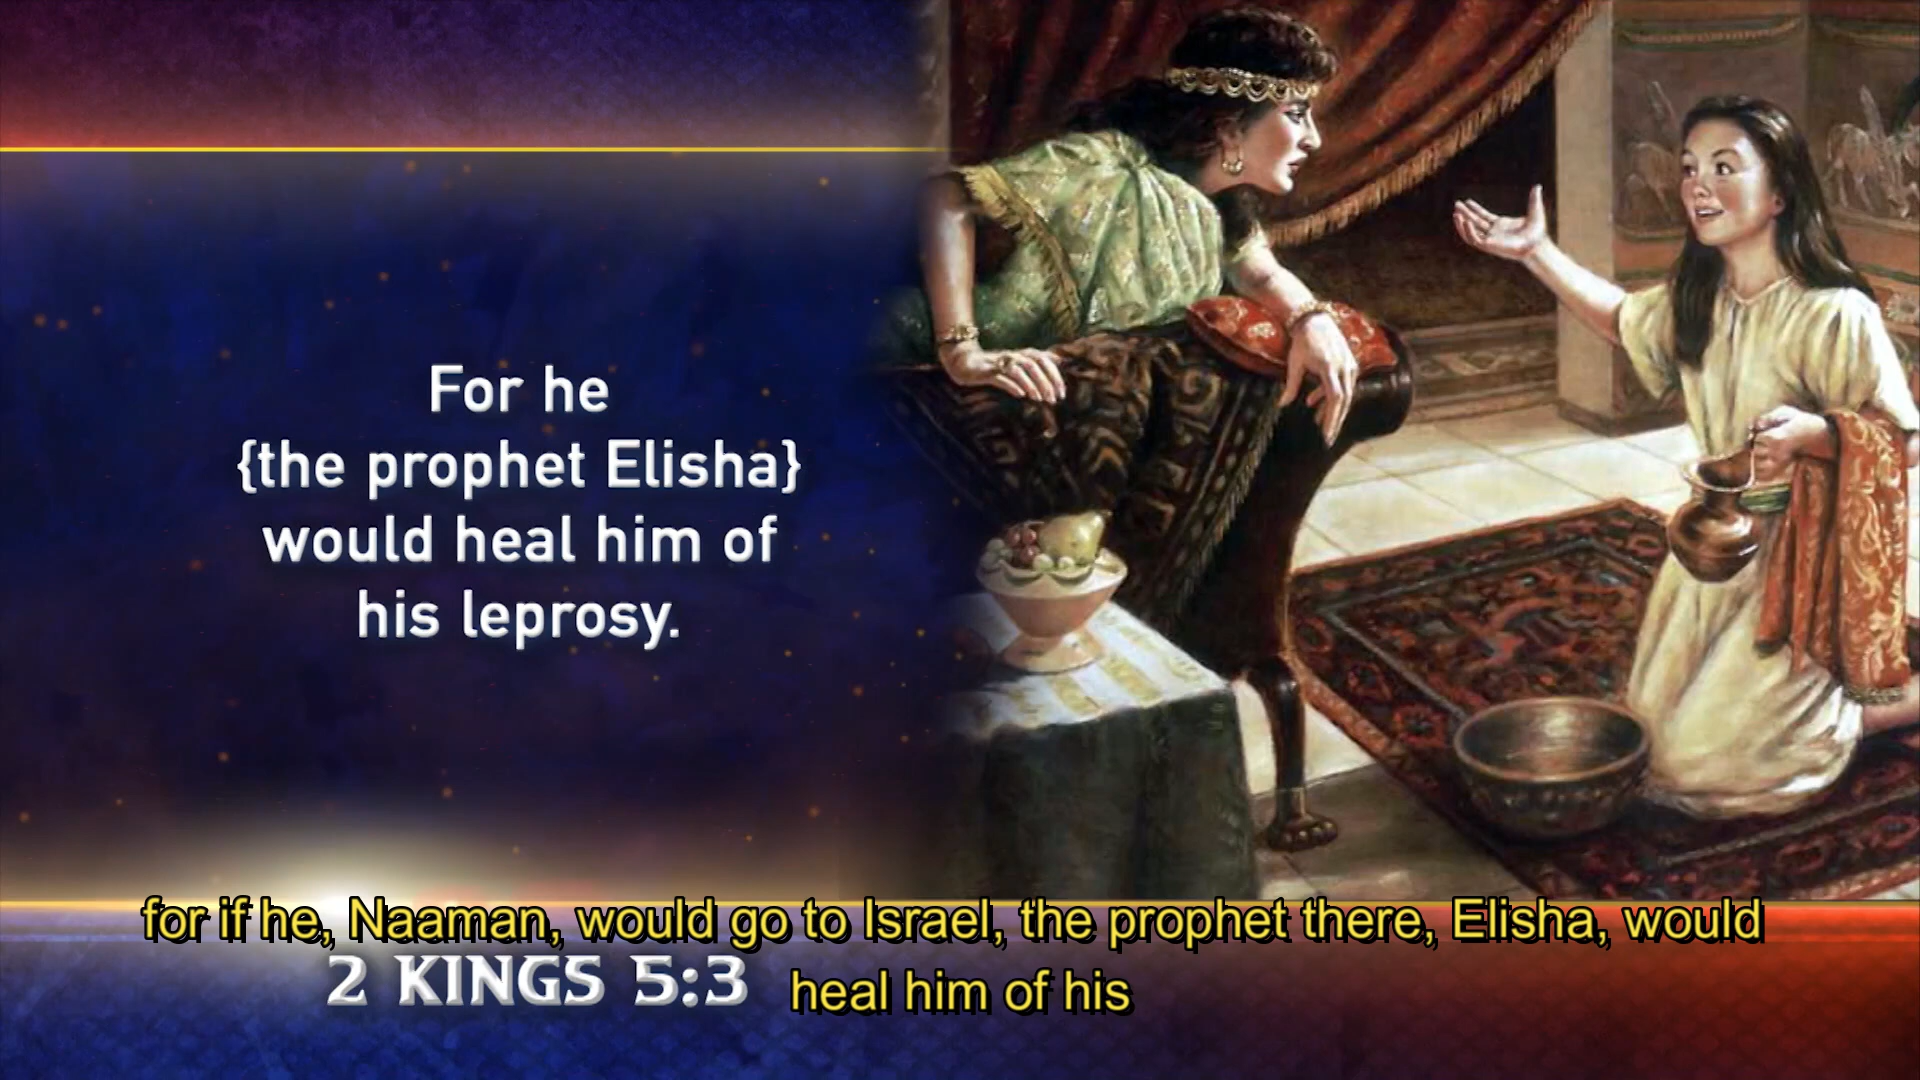 For he
{the prophet Elisha}
would heal him of
his leprosy.
for if he, Naaman, would go to Israel, the prophet there, Elisha, would
heal him of his
2 KINGS 5:3